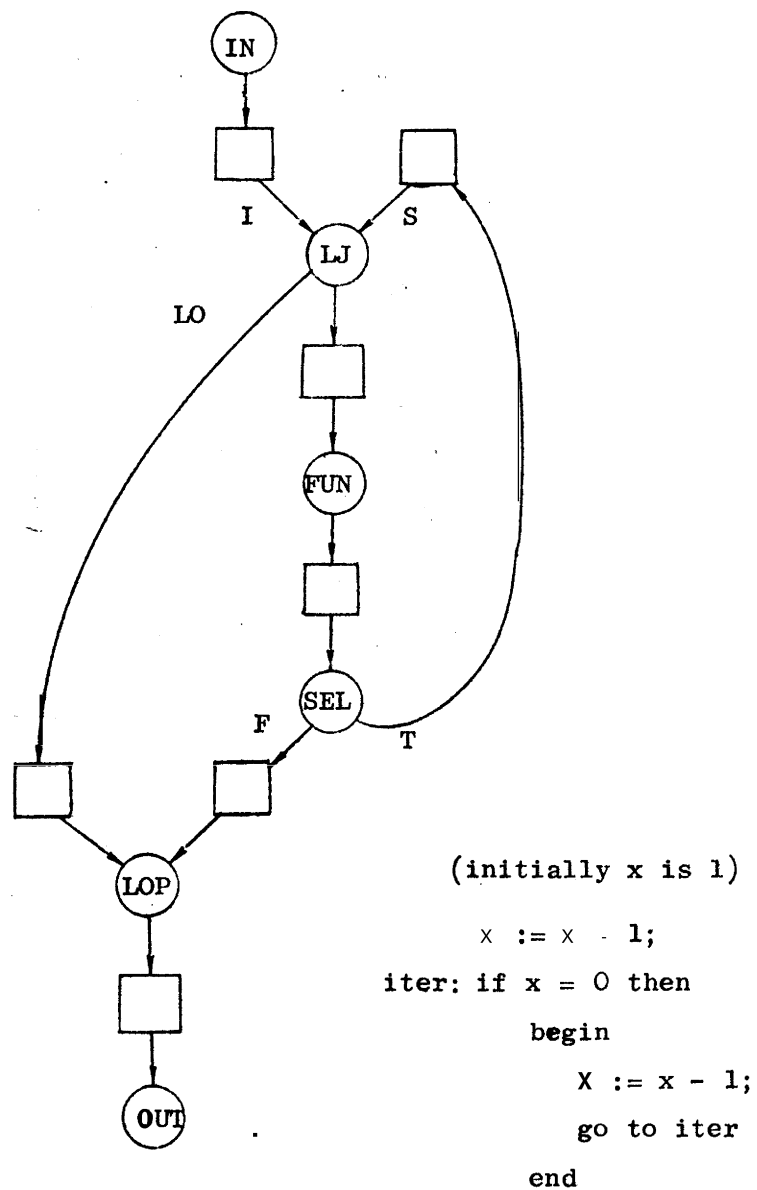 IN
I
S
LJ
LO
FUN
SEL
F
T
LOP
OUT
(initially x is 1)
x := x - 1;
iter: if x = 0 then
begin
X := x - 1;
go to iter
end